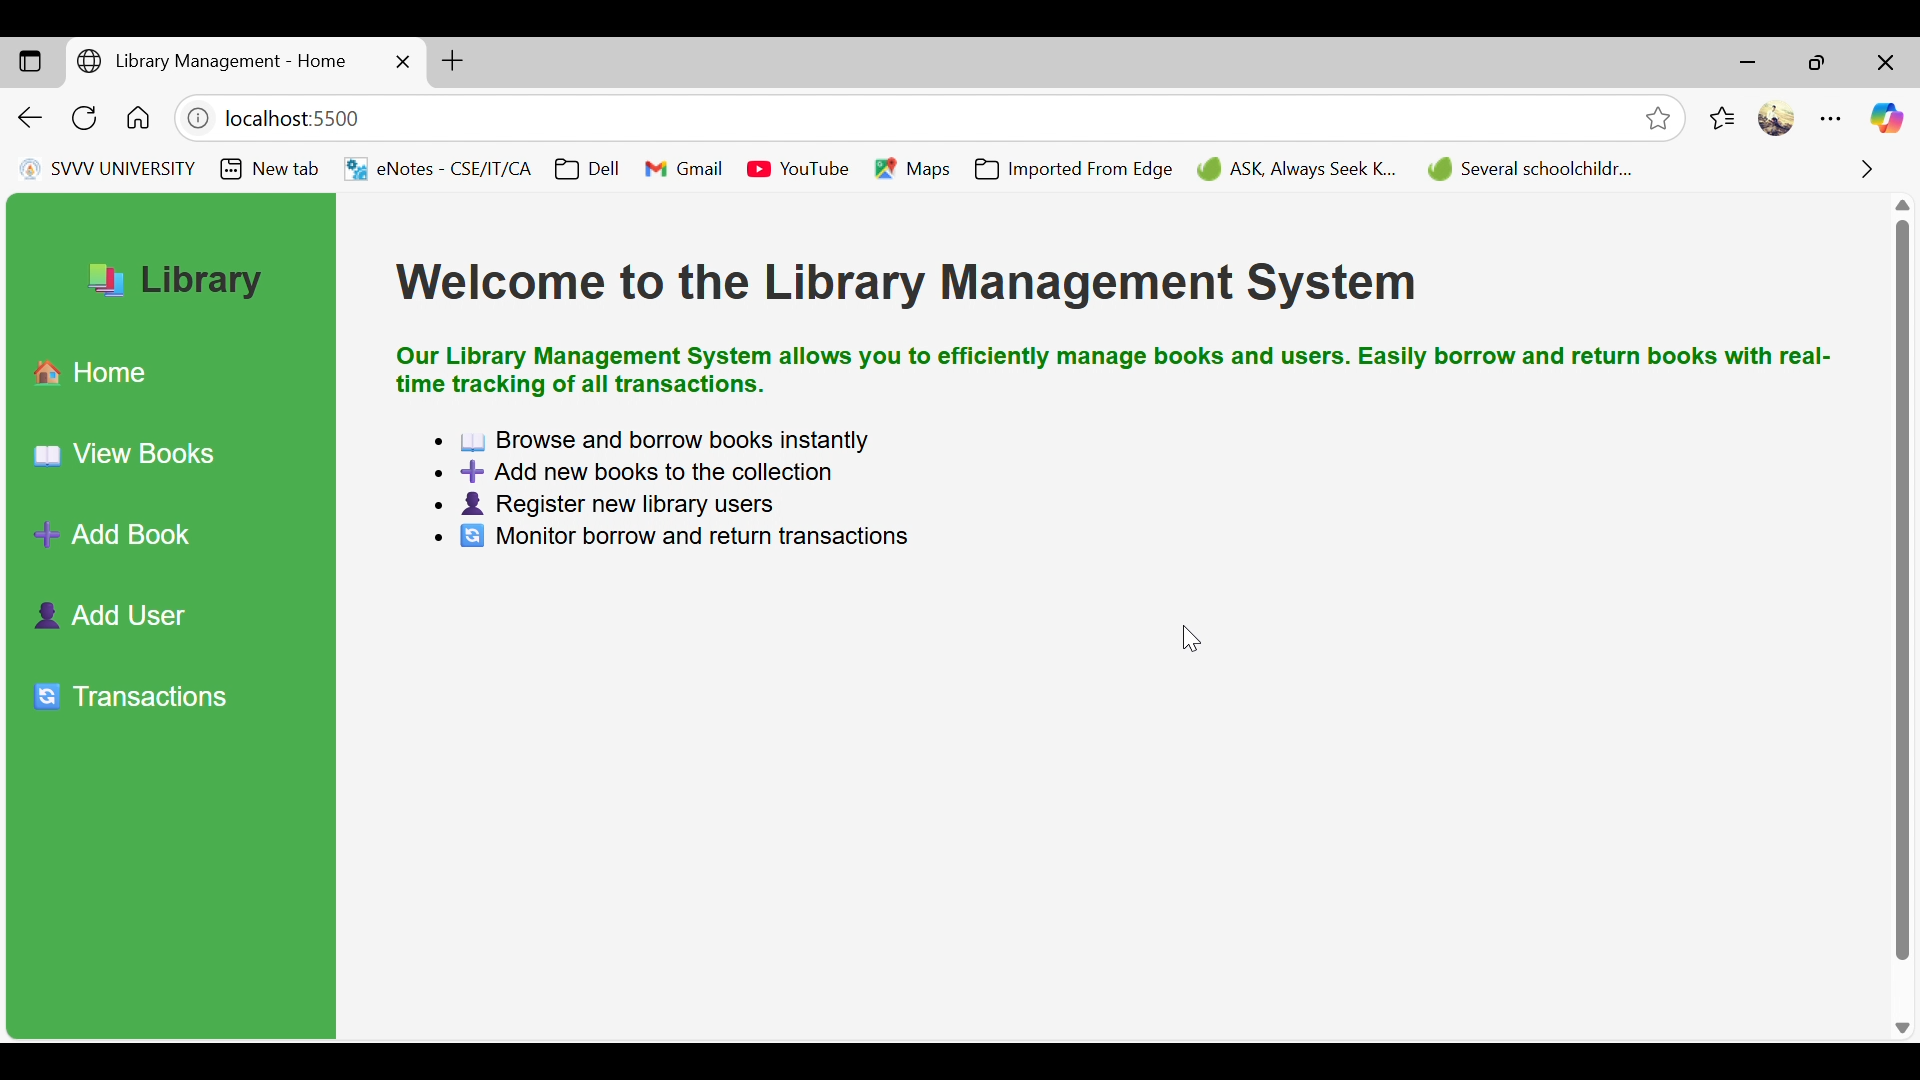 Library Management - Home
localhost:5500
SVVV UNIVERSITY New tab eNotes - CSE/IT/CA Dell Gmail YouTube Maps Imported From Edge ASK, Always Seek K... Several schoolchildr...
Library
Home
View Books
Add Book
Add User
Transactions
Welcome to the Library Management System
Our Library Management System allows you to efficiently manage books and users. Easily borrow and return books with real-
time tracking of all transactions.
Browse and borrow books instantly
Add new books to the collection
Register new library users
Monitor borrow and return transactions